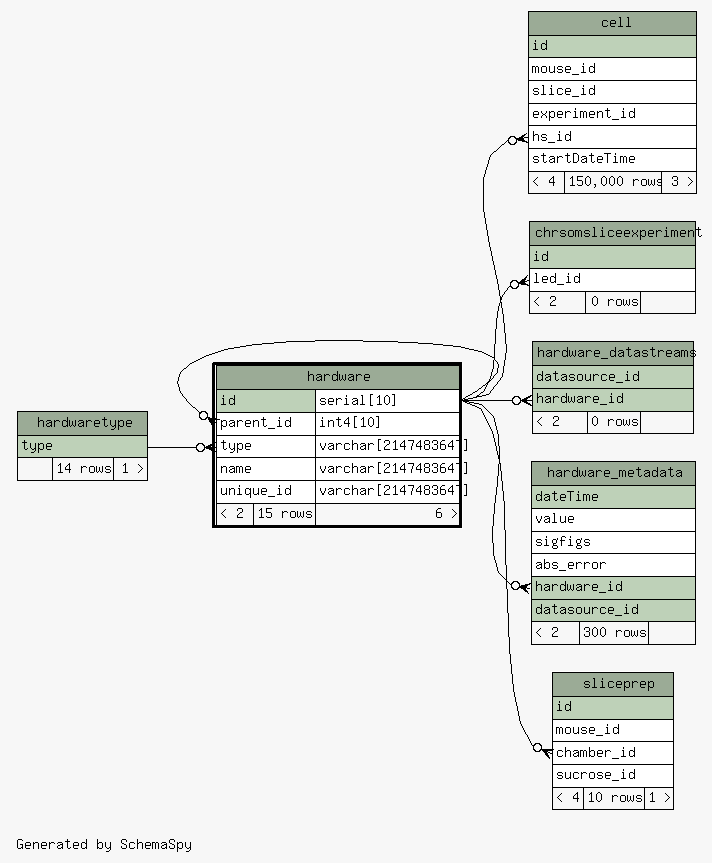 cell
id
mouse_id
slice_id
experiment_id
hs_id
startDateTime
< 4 150,000 rows 3 >
chrsomsliceexperiment
id
led_id
< 2 0 rows
hardware_datastreams
datasource_id
hardware_id
< 2 0 rows
hardware
id serial[10]
parent_id int4[10]
type varchar[2147483647]
name varchar[2147483647]
unique_id varchar[2147483647]
< 2 15 rows 6 >
hardwaretype
type
14 rows 1 >
hardware_metadata
dateTime
value
sigfigs
abs_error
hardware_id
datasource_id
< 2 300 rows
sliceprep
id
mouse_id
chamber_id
sucrose_id
< 4 10 rows 1 >
Generated by SchemaSpy